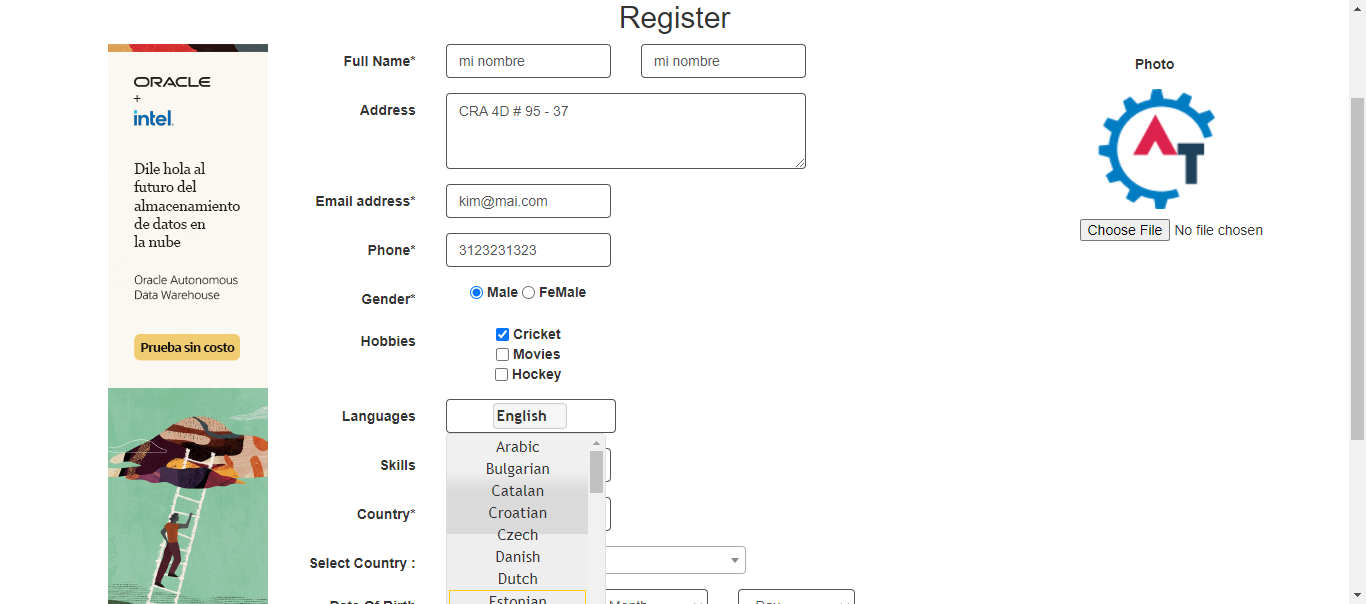 Register
ORACLE
+
intel.
Dile hola al
futuro del
almacenamiento
de datos en
la nube
Oracle Autonomous
Data Warehouse
Prueba sin costo
Full Name* mi nombre mi nombre
Address CRA 4D # 95 - 37
Email address* kim@mai.com
Phone* 3123231323
Gender* Male FeMale
Hobbies Cricket
Movies
Hockey
Languages English
Arabic
Bulgarian
Catalan
Croatian
Czech
Danish
Dutch
Estonian
Skills
Country*
Select Country :
Date Of Birth Month Day
Photo
AT
Choose File No file chosen